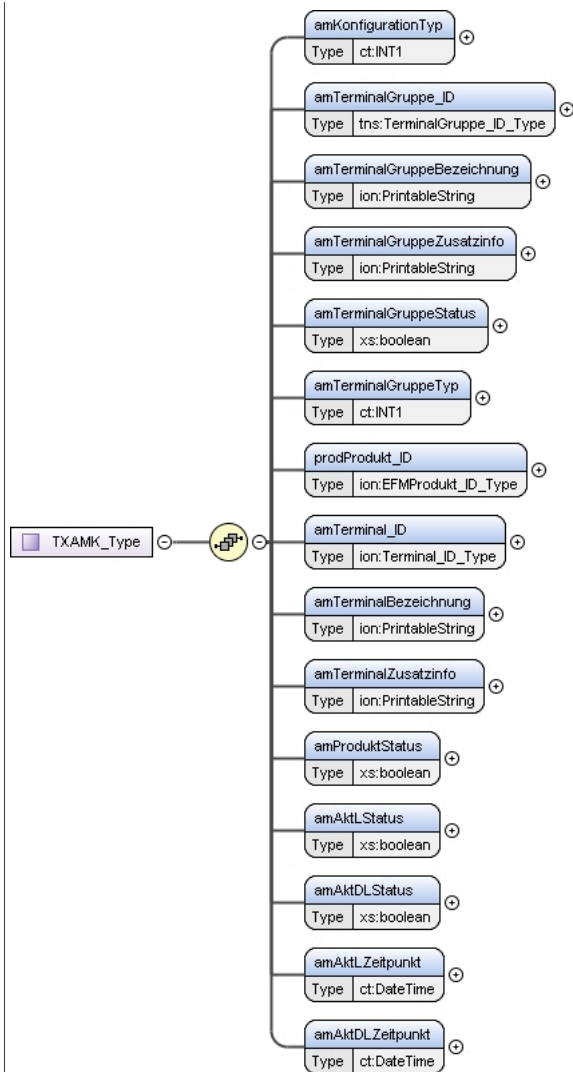 amKonfigurationTyp
Type ct:INT1
amTerminalGruppe_ID
Type tns:TerminalGruppe_ID_Type
amTerminalGruppeBezeichnung
Type ion:PrintableString
amTerminalGruppeZusatzinfo
Type ion:PrintableString
amTerminalGruppeStatus
Type xs:boolean
amTerminalGruppeTyp
Type ct:INT1
prodProdukt_ID
Type ion:EFMProdukt_ID_Type
TXAMK_Type
amTerminal_ID
Type ion:Terminal_ID_Type
amTerminalBezeichnung
Type ion:PrintableString
amTerminalZusatzinfo
Type ion:PrintableString
amProduktStatus
Type xs:boolean
amAktLStatus
Type xs:boolean
amAktDLStatus
Type xs:boolean
amAktLZeitpunkt
Type ct:DateTime
amAktDLZeitpunkt
Type ct:DateTime